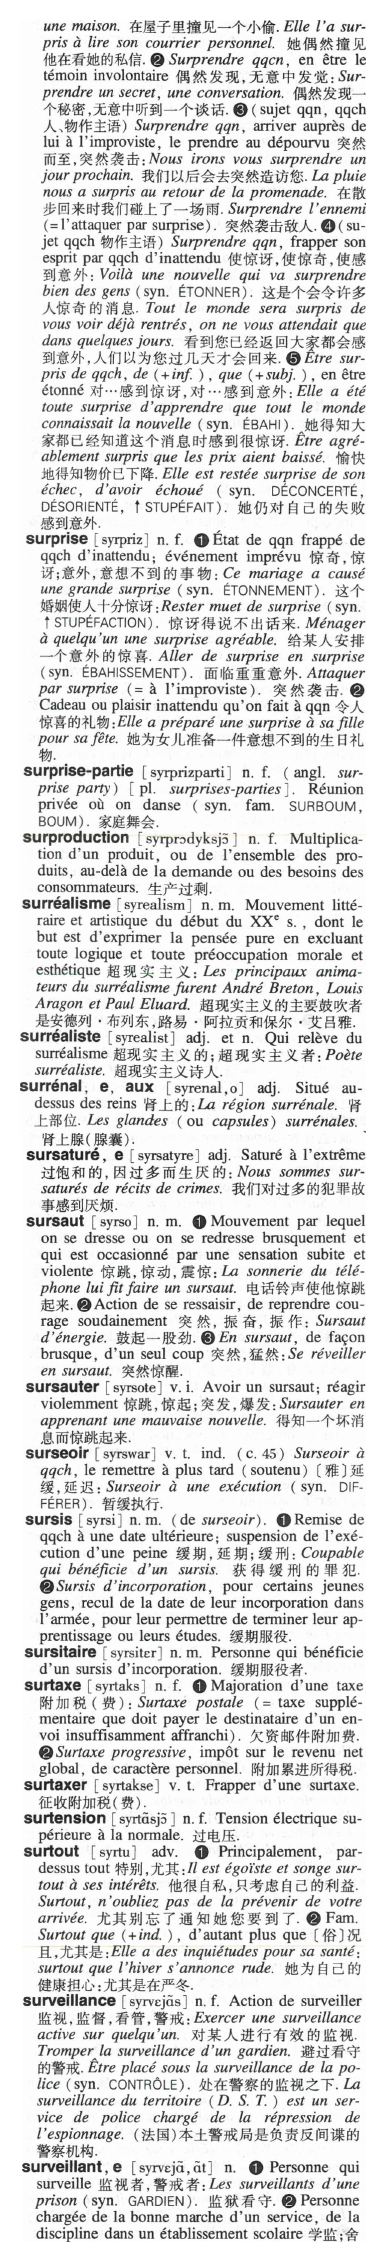 une maison. 在屋子里撞见一个小偷. Elle l'a sur-
pris à lire son courrier personnel. 她偶然撞见
他在看她的私信. ❷ Surprendre qqcn, en être le
témoin involontaire 偶然发现,无意中发觉: Sur-
prendre un secret, une conversation. 偶然发现一
个秘密,无意中听到一个谈话. ❸ (sujet qqn, qqch
人、物作主语) Surprendre qqn, arriver auprès de
lui à l'improviste, le prendre au dépourvu 突然
而至,突然袭击: Nous irons vous surprendre un
jour prochain. 我们以后会去突然造访您. La pluie
nous a surpris au retour de la promenade. 在散
步回来时我们碰上了一场雨. Surprendre l'ennemi
(= l'attaquer par surprise). 突然袭击敌人. ❹ (su-
jet qqch 物作主语) Surprendre qqn, frapper son
esprit par qqch d'inattendu 使惊讶,使惊奇,使感
到意外: Voilà une nouvelle qui va surprendre
bien des gens (syn. ÉTONNER). 这是个会令许多
人惊奇的消息. Tout le monde sera surpris de
vous voir déjà rentrés, on ne vous attendait que
dans quelques jours. 看到您已经返回大家都会感
到意外,人们以为您过几天才会回来. ❺ Être sur-
pris de qqch, de (+ inf.), que (+ subj.), en être
étonné 对…感到惊讶,对…感到意外: Elle a été
toute surprise d'apprendre que tout le monde
connaissait la nouvelle (syn. ÉBAHI). 她得知大
家都已经知道这个消息时感到很惊讶. Être agré-
ablement surpris que les prix aient baissé. 愉快
地得知物价已下降. Elle est restée surprise de son
échec, d'avoir échoué (syn. DÉCONCERTÉ,
DÉSORIENTÉ, ↑ STUPÉFAIT). 她仍对自己的失败
感到意外.
surprise [syrpriz] n. f. ❶ État de qqn frappé de
qqch d'inattendu; événement imprévu 惊奇,惊
讶;意外,意想不到的事物: Ce mariage a causé
une grande surprise (syn. ÉTONNEMENT). 这个
婚姻使人十分惊讶: Rester muet de surprise (syn.
↑ STUPÉFACTION). 惊讶得说不出话来. Ménager
à quelqu'un une surprise agréable. 给某人安排
一个意外的惊喜. Aller de surprise en surprise
(syn. ÉBAHISSEMENT). 面临重重意外. Attaquer
par surprise (= à l'improviste). 突然袭击. ❷
Cadeau ou plaisir inattendu qu'on fait à qqn 令人
惊喜的礼物: Elle a préparé une surprise à sa fille
pour sa fête. 她为女儿准备一件意想不到的生日礼
物.
surprise-partie [syrprizparti] n. f. (angl. sur-
prise party) [pl. surprises-parties]. Réunion
privée où on danse (syn. fam. SURBOUM,
BOUM). 家庭舞会.
surproduction [syrprɔdyksjɔ̃] n. f. Multiplica-
tion d'un produit, ou de l'ensemble des pro-
duits, au-delà de la demande ou des besoins des
consommateurs. 生产过剩.
surréalisme [syrealism] n. m. Mouvement litté-
raire et artistique du début du XXe s., dont le
but est d'exprimer la pensée pure en excluant
toute logique et toute préoccupation morale et
esthétique 超现实主义: Les principaux anima-
teurs du surréalisme furent André Breton, Louis
Aragon et Paul Eluard. 超现实主义的主要鼓吹者
是安德列·布列东,路易·阿拉贡和保尔·艾吕雅.
surréaliste [syrealist] adj. et n. Qui relève du
surréalisme 超现实主义的;超现实主义者: Poète
surréaliste. 超现实主义诗人.
surrénal, e, aux [syrenal,o] adj. Situé au-
dessus des reins 肾上的: La région surrénale. 肾
上部位. Les glandes (ou capsules) surrénales.
肾上腺(腺囊).
sursaturé, e [syrsatyre] adj. Saturé à l'extrême
过饱和的,因过多而生厌的: Nous sommes sur-
saturés de récits de crimes. 我们对过多的犯罪故
事感到厌烦.
sursaut [syrso] n. m. ❶ Mouvement par lequel
on se dresse ou on se redresse brusquement et
qui est occasionné par une sensation subite et
violente 惊跳,惊动,震惊: La sonnerie du télé-
phone lui fit faire un sursaut. 电话铃声使他惊跳
起来. ❷ Action de se ressaisir, de reprendre cou-
rage soudainement 突然,振奋,振作: Sursaut
d'énergie. 鼓起一股劲. ❸ En sursaut, de façon
brusque, d'un seul coup 突然,猛然: Se réveiller
en sursaut. 突然惊醒.
sursauter [syrsote] v. i. Avoir un sursaut; réagir
violemment 惊跳,惊起;突发,爆发: Sursauter en
apprenant une mauvaise nouvelle. 得知一个坏消
息而惊跳起来.
surseoir [syrswar] v. t. ind. (c. 45) Surseoir à
qqch, le remettre à plus tard (soutenu) [雅]延
缓,延迟: Surseoir à une exécution (syn. DIF-
FÉRER). 暂缓执行.
sursis [syrsi] n. m. (de surseoir). ❶ Remise de
qqch à une date ultérieure; suspension de l'exé-
cution d'une peine 缓期,延期;缓刑: Coupable
qui bénéficie d'un sursis. 获得缓刑的罪犯.
❷ Sursis d'incorporation, pour certains jeunes
gens, recul de la date de leur incorporation dans
l'armée, pour leur permettre de terminer leur ap-
prentissage ou leurs études. 缓期服役.
sursitaire [syrsiter] n. m. Personne qui bénéficie
d'un sursis d'incorporation. 缓期服役者.
surtaxe [syrtaks] n. f. ❶ Majoration d'une taxe
附加税(费): Surtaxe postale (= taxe supplé-
mentaire que doit payer le destinataire d'un en-
voi insuffisamment affranchi). 欠资邮件附加费.
❷ Surtaxe progressive, impôt sur le revenu net
global, de caractère personnel. 附加累进所得税.
surtaxer [syrtakse] v. t. Frapper d'une surtaxe.
征收附加税(费).
surtension [syrtɑ̃sjɔ̃] n. f. Tension électrique su-
périeure à la normale. 过电压.
surtout [syrtu] adv. ❶ Principalement, par-
dessus tout 特别,尤其: Il est égoïste et songe sur-
tout à ses intérêts. 他很自私,只考虑自己的利益.
Surtout, n'oubliez pas de la prévenir de votre
arrivée. 尤其别忘了通知她您要到了. ❷ Fam.
Surtout que (+ ind.), d'autant plus que [俗]况
且,尤其是: Elle a des inquiétudes pour sa santé;
surtout que l'hiver s'annonce rude. 她为自己的
健康担心;尤其是在严冬.
surveillance [syrvɛjɑ̃s] n. f. Action de surveiller
监视,监督,看管,警戒: Exercer une surveillance
active sur quelqu'un. 对某人进行有效的监视.
Tromper la surveillance d'un gardien. 避过看守
的警戒. Être placé sous la surveillance de la po-
lice (syn. CONTRÔLE). 处在警察的监视之下. La
surveillance du territoire (D. S. T.) est un ser-
vice de police chargé de la répression de
l'espionnage. (法国)本土警戒局是负责反间谍的
警察机构.
surveillant, e [syrvɛjɑ̃, ɑ̃t] n. ❶ Personne qui
surveille 监视者,警戒者: Les surveillants d'une
prison (syn. GARDIEN). 监狱看守. ❷ Personne
chargée de la bonne marche d'un service, de la
discipline dans un établissement scolaire 学监;舍